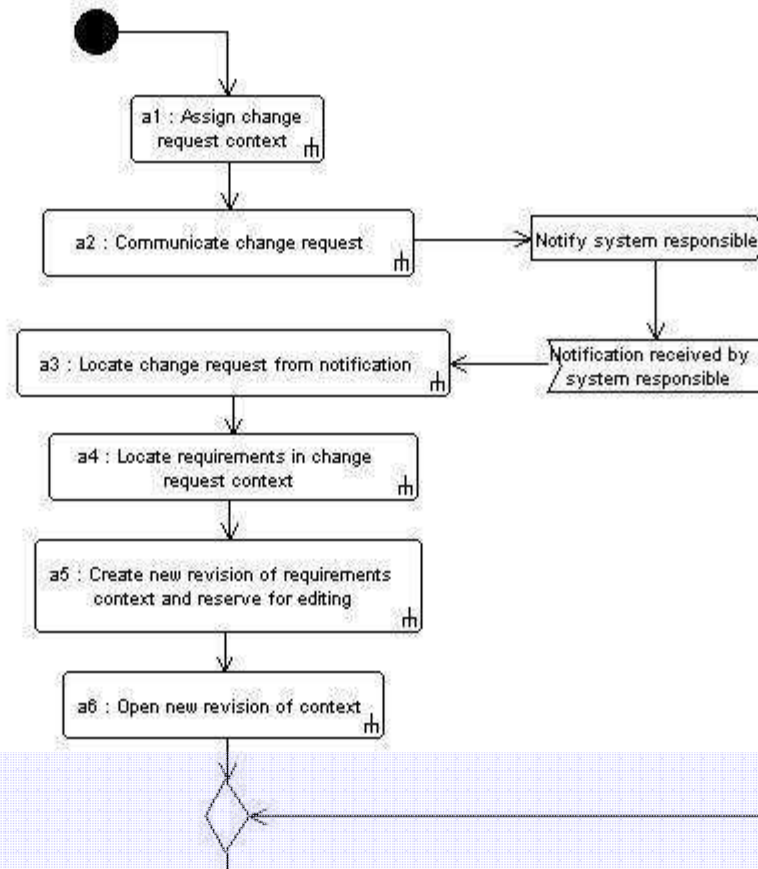 a1 : Assign change
request context
a2 : Communicate change request
Notify system responsible
Notification received by
system responsible
a3 : Locate change request from notification
a4 : Locate requirements in change
request context
a5 : Create new revision of requirements
context and reserve for editing
a6 : Open new revision of context